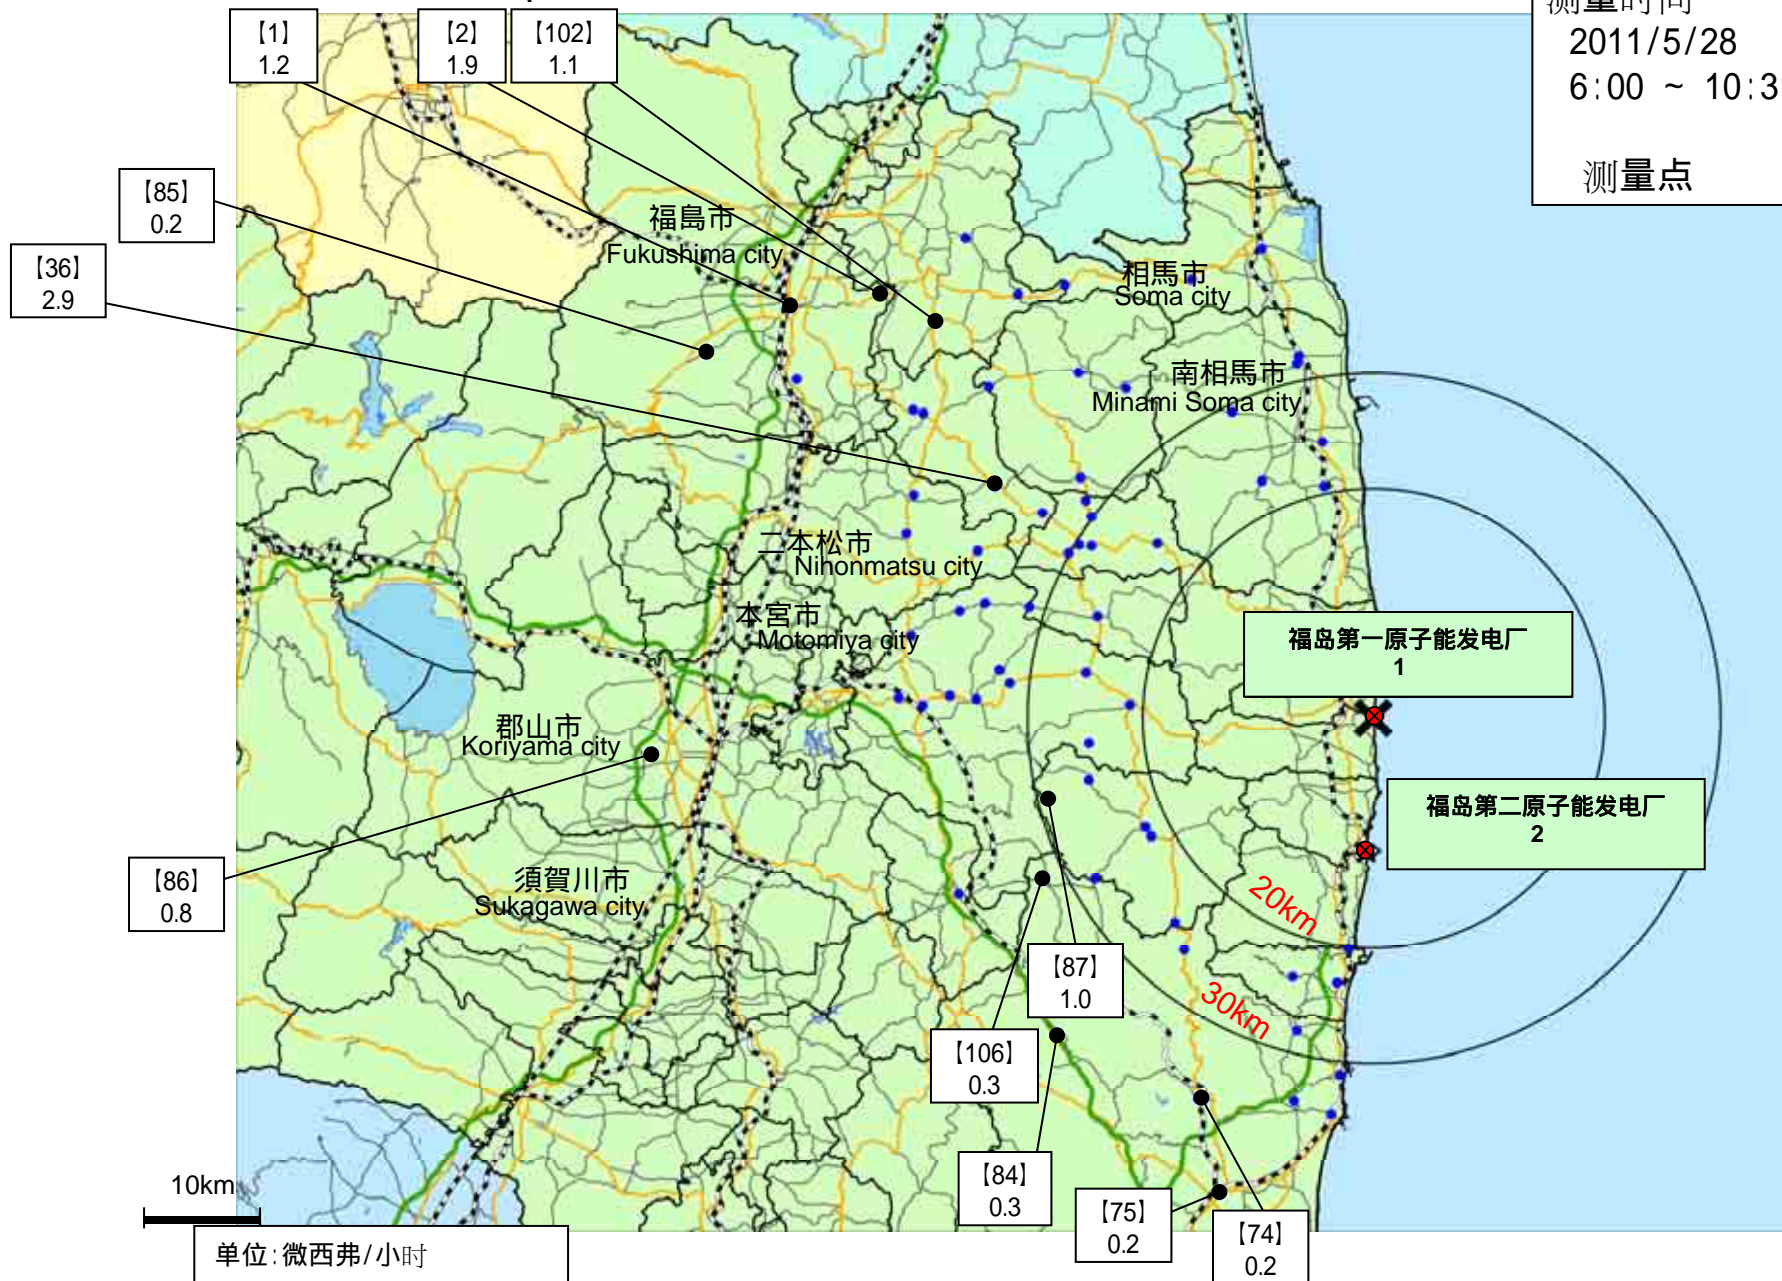 【1】
1.2
【2】
1.9
【102】
1.1
2011/5/28
6:00 ~ 10:3
测量点
【85】
0.2
【36】
2.9
福島市
Fukushima city
相馬市
Soma city
南相馬市
Minami Soma city
二本松市
Nihonmatsu city
本宮市
Motomiya city
福岛第一原子能发电厂
1
郡山市
Koriyama city
福岛第二原子能发电厂
2
【86】
0.8
須賀川市
Sukagawa city
20km
30km
【87】
1.0
【106】
0.3
【84】
0.3
【75】
0.2
【74】
0.2
10km
单位:微西弗/小时